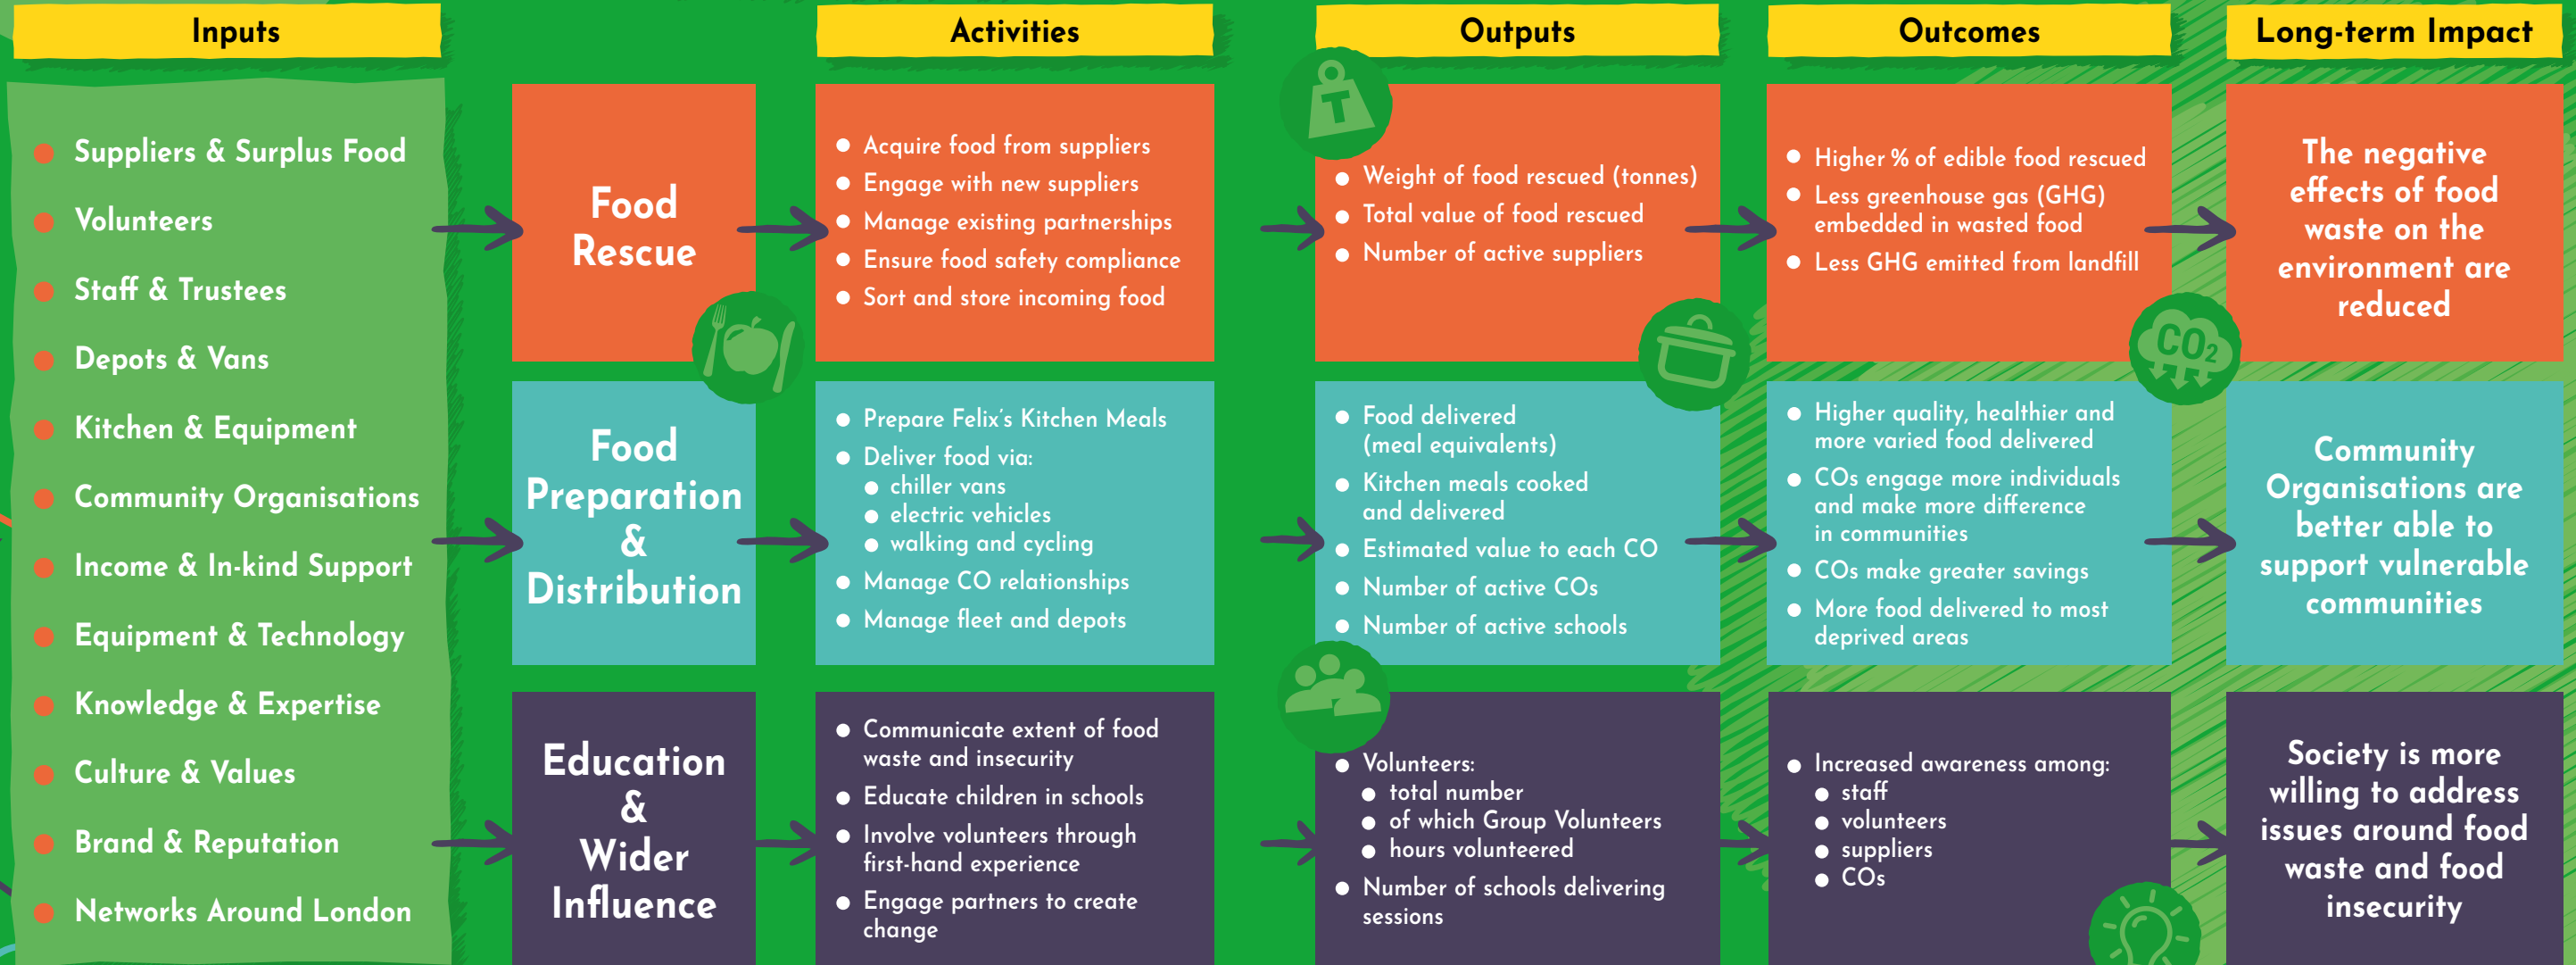 Inputs
Activities
Outputs
Outcomes
Long-term Impact
Suppliers & Surplus Food
Volunteers
Staff & Trustees
Depots & Vans
Kitchen & Equipment
Community Organisations
Income & In-kind Support
Equipment & Technology
Knowledge & Expertise
Culture & Values
Brand & Reputation
Networks Around London
Food
Rescue
Acquire food from suppliers
Engage with new suppliers
Manage existing partnerships
Ensure food safety compliance
Sort and store incoming food
T
Weight of food rescued (tonnes)
Total value of food rescued
Number of active suppliers
Higher % of edible food rescued
Less greenhouse gas (GHG)
embedded in wasted food
Less GHG emitted from landfill
CO2
The negative
effects of food
waste on the
environment are
reduced
Food
Preparation
&
Distribution
Prepare Felix's Kitchen Meals
Deliver food via:
chiller vans
electric vehicles
walking and cycling
Manage CO relationships
Manage fleet and depots
Food delivered
(meal equivalents)
Kitchen meals cooked
and delivered
Estimated value to each CO
Number of active COs
Number of active schools
Higher quality, healthier and
more varied food delivered
COs engage more individuals
and make more difference
in communities
COs make greater savings
More food delivered to most
deprived areas
Community
Organisations are
better able to
support vulnerable
communities
Education
&
Wider
Influence
Communicate extent of food
waste and insecurity
Educate children in schools
Involve volunteers through
first-hand experience
Engage partners to create
change
Volunteers:
total number
of which Group Volunteers
hours volunteered
Number of schools delivering
sessions
Increased awareness among:
staff
volunteers
suppliers
COs
Society is more
willing to address
issues around food
waste and food
insecurity